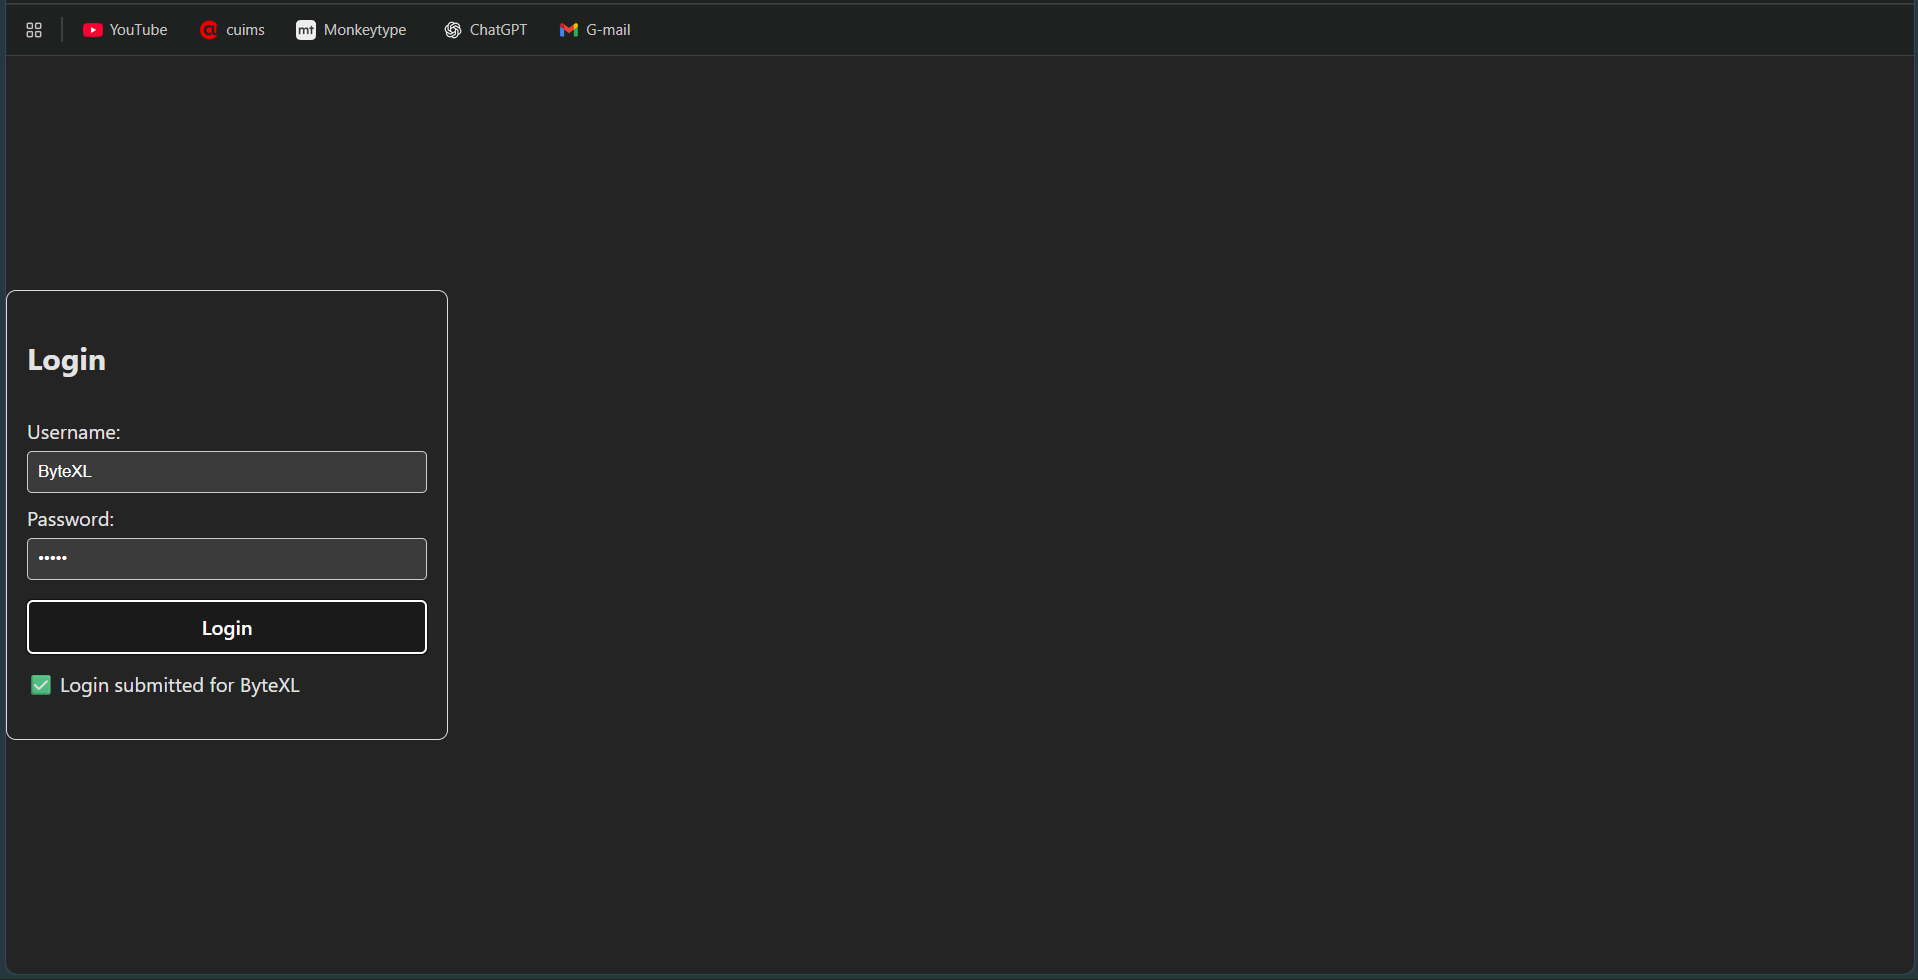 YouTube cuims mt Monkeytype ChatGPT G-mail
Login
Username:
ByteXL
Password:
•••••
Login
✅ Login submitted for ByteXL